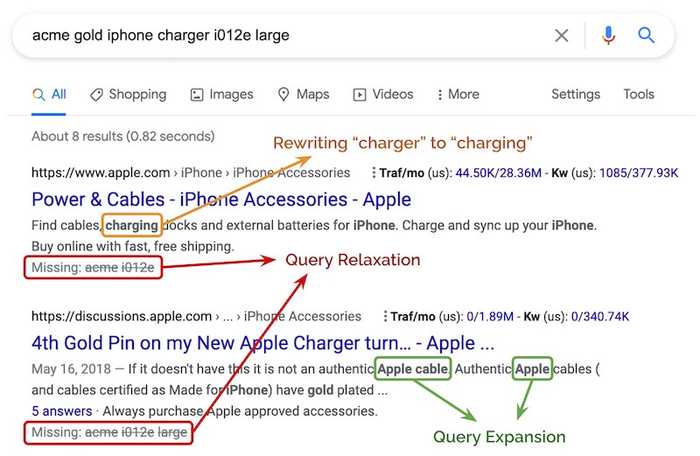 acme gold iphone charger i012e large
All Shopping Images Maps Videos More Settings Tools
About 8 results (0.82 seconds)
Rewriting “charger” to “charging”
https://www.apple.com › iPhone › iPhone Accessories Traf/mo (us): 44.50K/28.36M - Kw (us): 1085/377.93K
Power & Cables - iPhone Accessories - Apple
Find cables, charging docks and external batteries for iPhone. Charge and sync up your iPhone.
Buy online with fast, free shipping.
Missing: acme i012e
Query Relaxation
https://discussions.apple.com › ... › iPhone Accessories Traf/mo (us): 0/1.89M - Kw (us): 0/340.74K
4th Gold Pin on my New Apple Charger turn... - Apple ...
May 16, 2018 — If it doesn't have this it is not an authentic Apple cable. Authentic Apple cables (
and cables certified as Made for iPhone) have gold plated ...
5 answers · Always purchase Apple approved accessories.
Missing: acme i012e large
Query Expansion